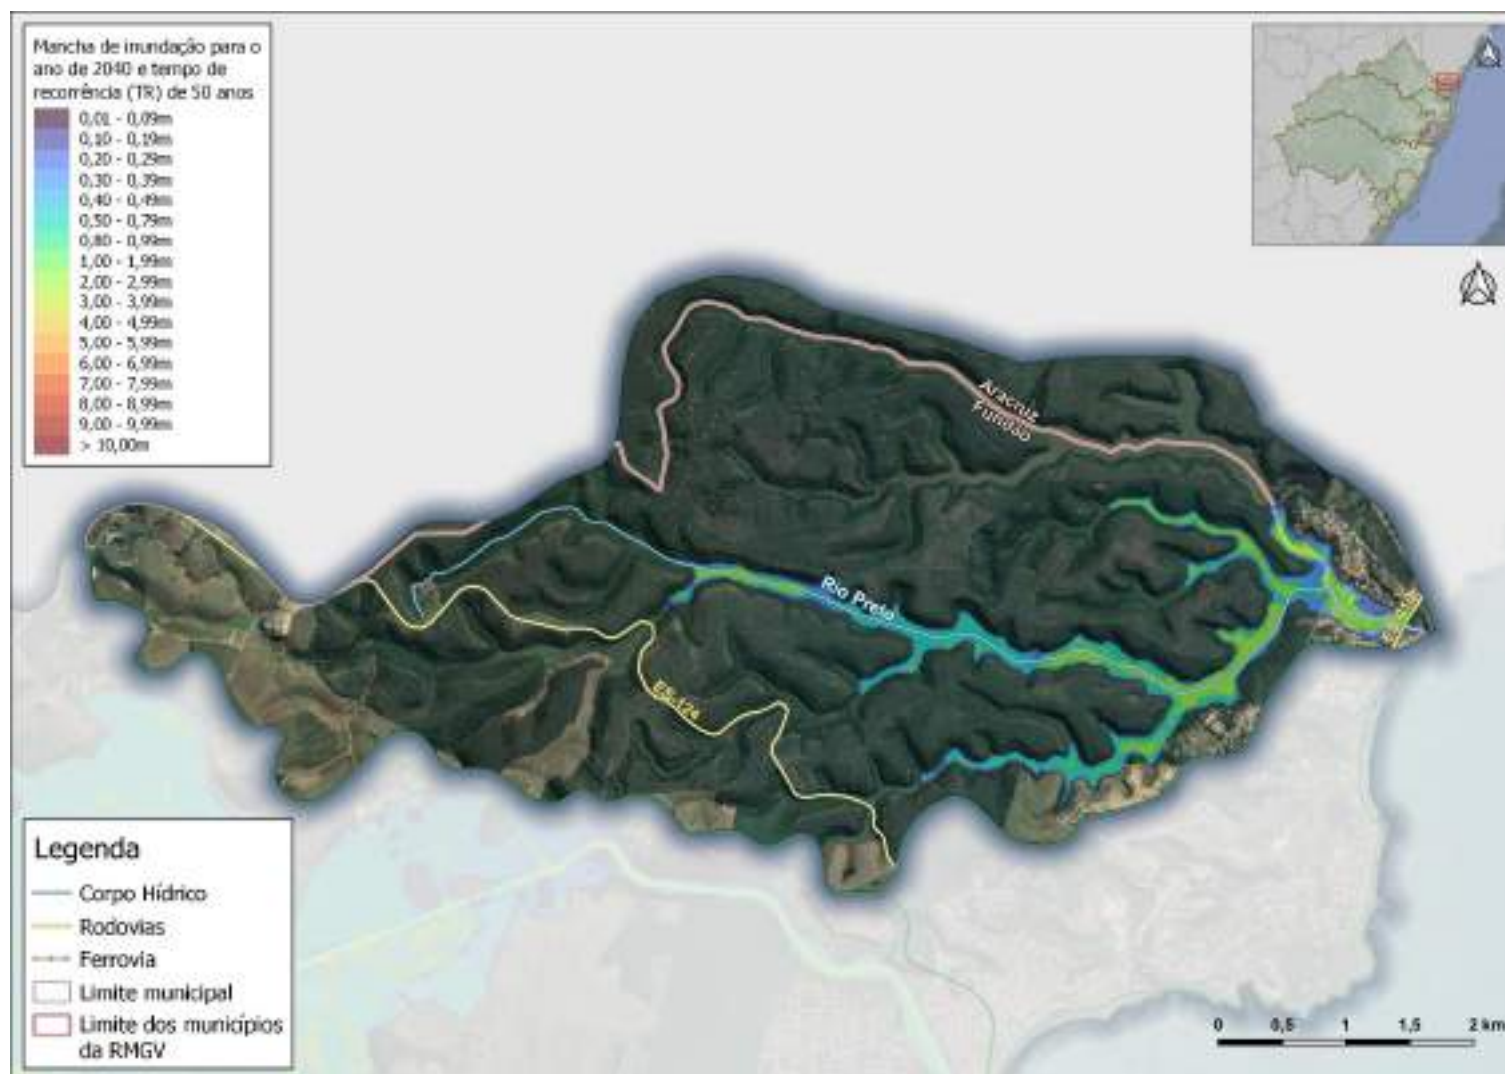 Mancha de inundação para o
ano de 2040 e tempo de
recorrência (TR) de 50 anos
0,01 - 0,09m
0,10 - 0,19m
0,20 - 0,29m
0,30 - 0,39m
0,40 - 0,49m
0,50 - 0,79m
0,80 - 0,99m
1,00 - 1,99m
2,00 - 2,99m
3,00 - 3,99m
4,00 - 4,99m
5,00 - 5,99m
6,00 - 6,99m
7,00 - 7,99m
8,00 - 8,99m
9,00 - 9,99m
> 10,00m
Aracruz
Fundão
Rio Preto
ES-124
Legenda
Corpo Hídrico
Rodovias
Ferrovia
Limite municipal
Limite dos municípios
da RMGV
0 0,5 1 1,5 2 km